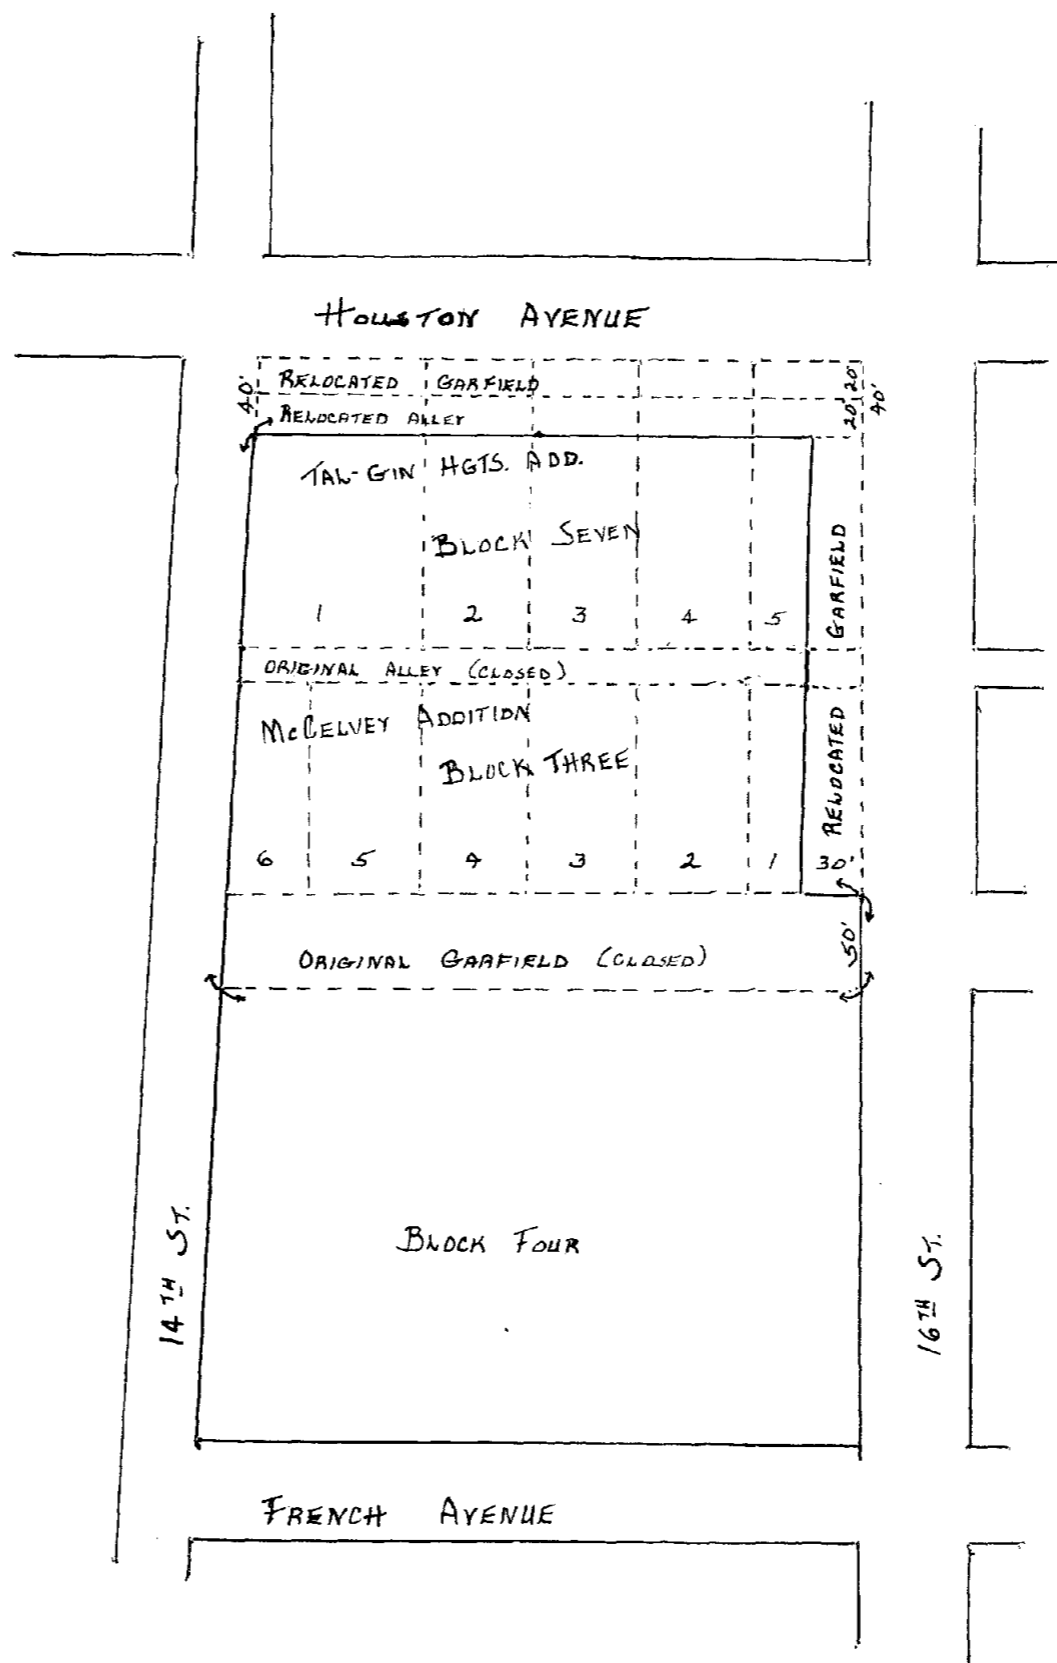 HOUSTON AVENUE
RELOCATED GARFIELD
20'
40'
RELOCATED ALLEY
20'
40'
TAL-GIN HGTS. ADD.
BLOCK SEVEN
1 2 3 4 5
RELOCATED GARFIELD
ORIGINAL ALLEY (CLOSED)
McCELVEY ADDITION
BLOCK THREE
6 5 4 3 2 1 30'
ORIGINAL GARFIELD (CLOSED)
50'
BLOCK FOUR
14TH ST.
16TH ST.
FRENCH AVENUE